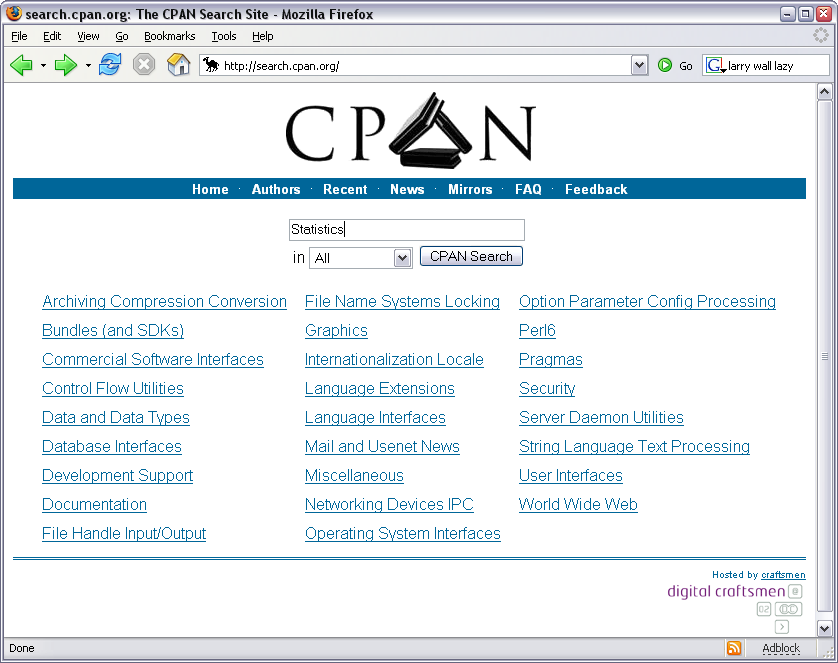 search.cpan.org: The CPAN Search Site - Mozilla Firefox
File Edit View Go Bookmarks Tools Help
http://search.cpan.org/ Go G larry wall lazy
CPAN
Home · Authors · Recent · News · Mirrors · FAQ · Feedback
Statistics
in All CPAN Search
Archiving Compression Conversion File Name Systems Locking Option Parameter Config Processing
Bundles (and SDKs) Graphics Perl6
Commercial Software Interfaces Internationalization Locale Pragmas
Control Flow Utilities Language Extensions Security
Data and Data Types Language Interfaces Server Daemon Utilities
Database Interfaces Mail and Usenet News String Language Text Processing
Development Support Miscellaneous User Interfaces
Documentation Networking Devices IPC World Wide Web
File Handle Input/Output Operating System Interfaces
Hosted by craftsmen
digital craftsmen @
02
>
Done Adblock